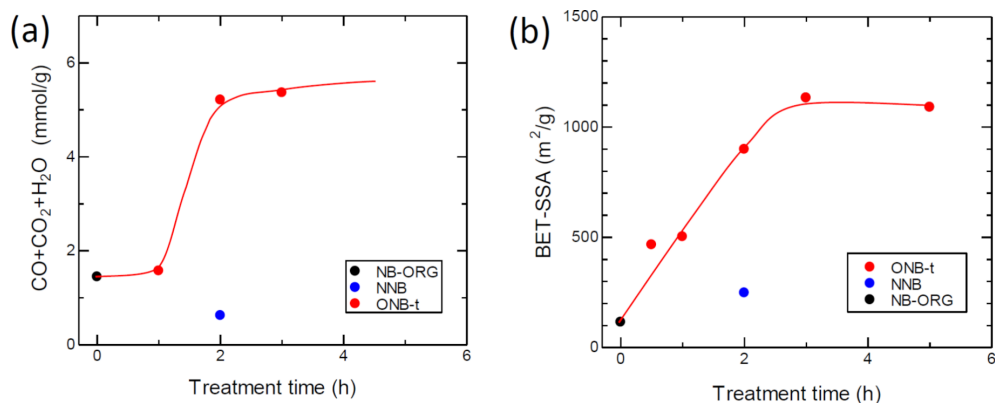 (a)
CO+CO₂+H₂O (mmol/g)
6
4
2
0
0 2 4 6
Treatment time (h)
NB-ORG
NNB
ONB-t
(b)
BET-SSA (m²/g)
1500
1000
500
0
0 2 4 6
Treatment time (h)
ONB-t
NNB
NB-ORG